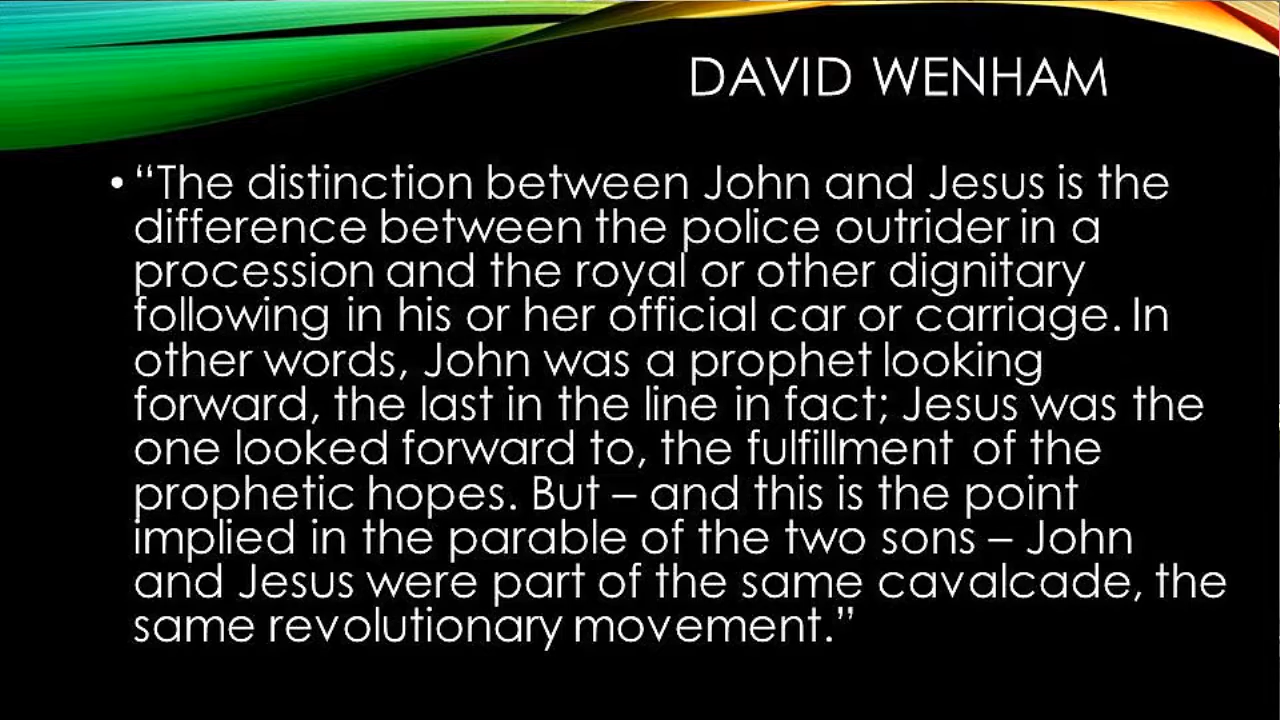 DAVID WENHAM
• “The distinction between John and Jesus is the
difference between the police outrider in a
procession and the royal or other dignitary
following in his or her official car or carriage. In
other words, John was a prophet looking
forward, the last in the line in fact; Jesus was the
one looked forward to, the fulfillment of the
prophetic hopes. But – and this is the point
implied in the parable of the two sons – John
and Jesus were part of the same cavalcade, the
same revolutionary movement.”